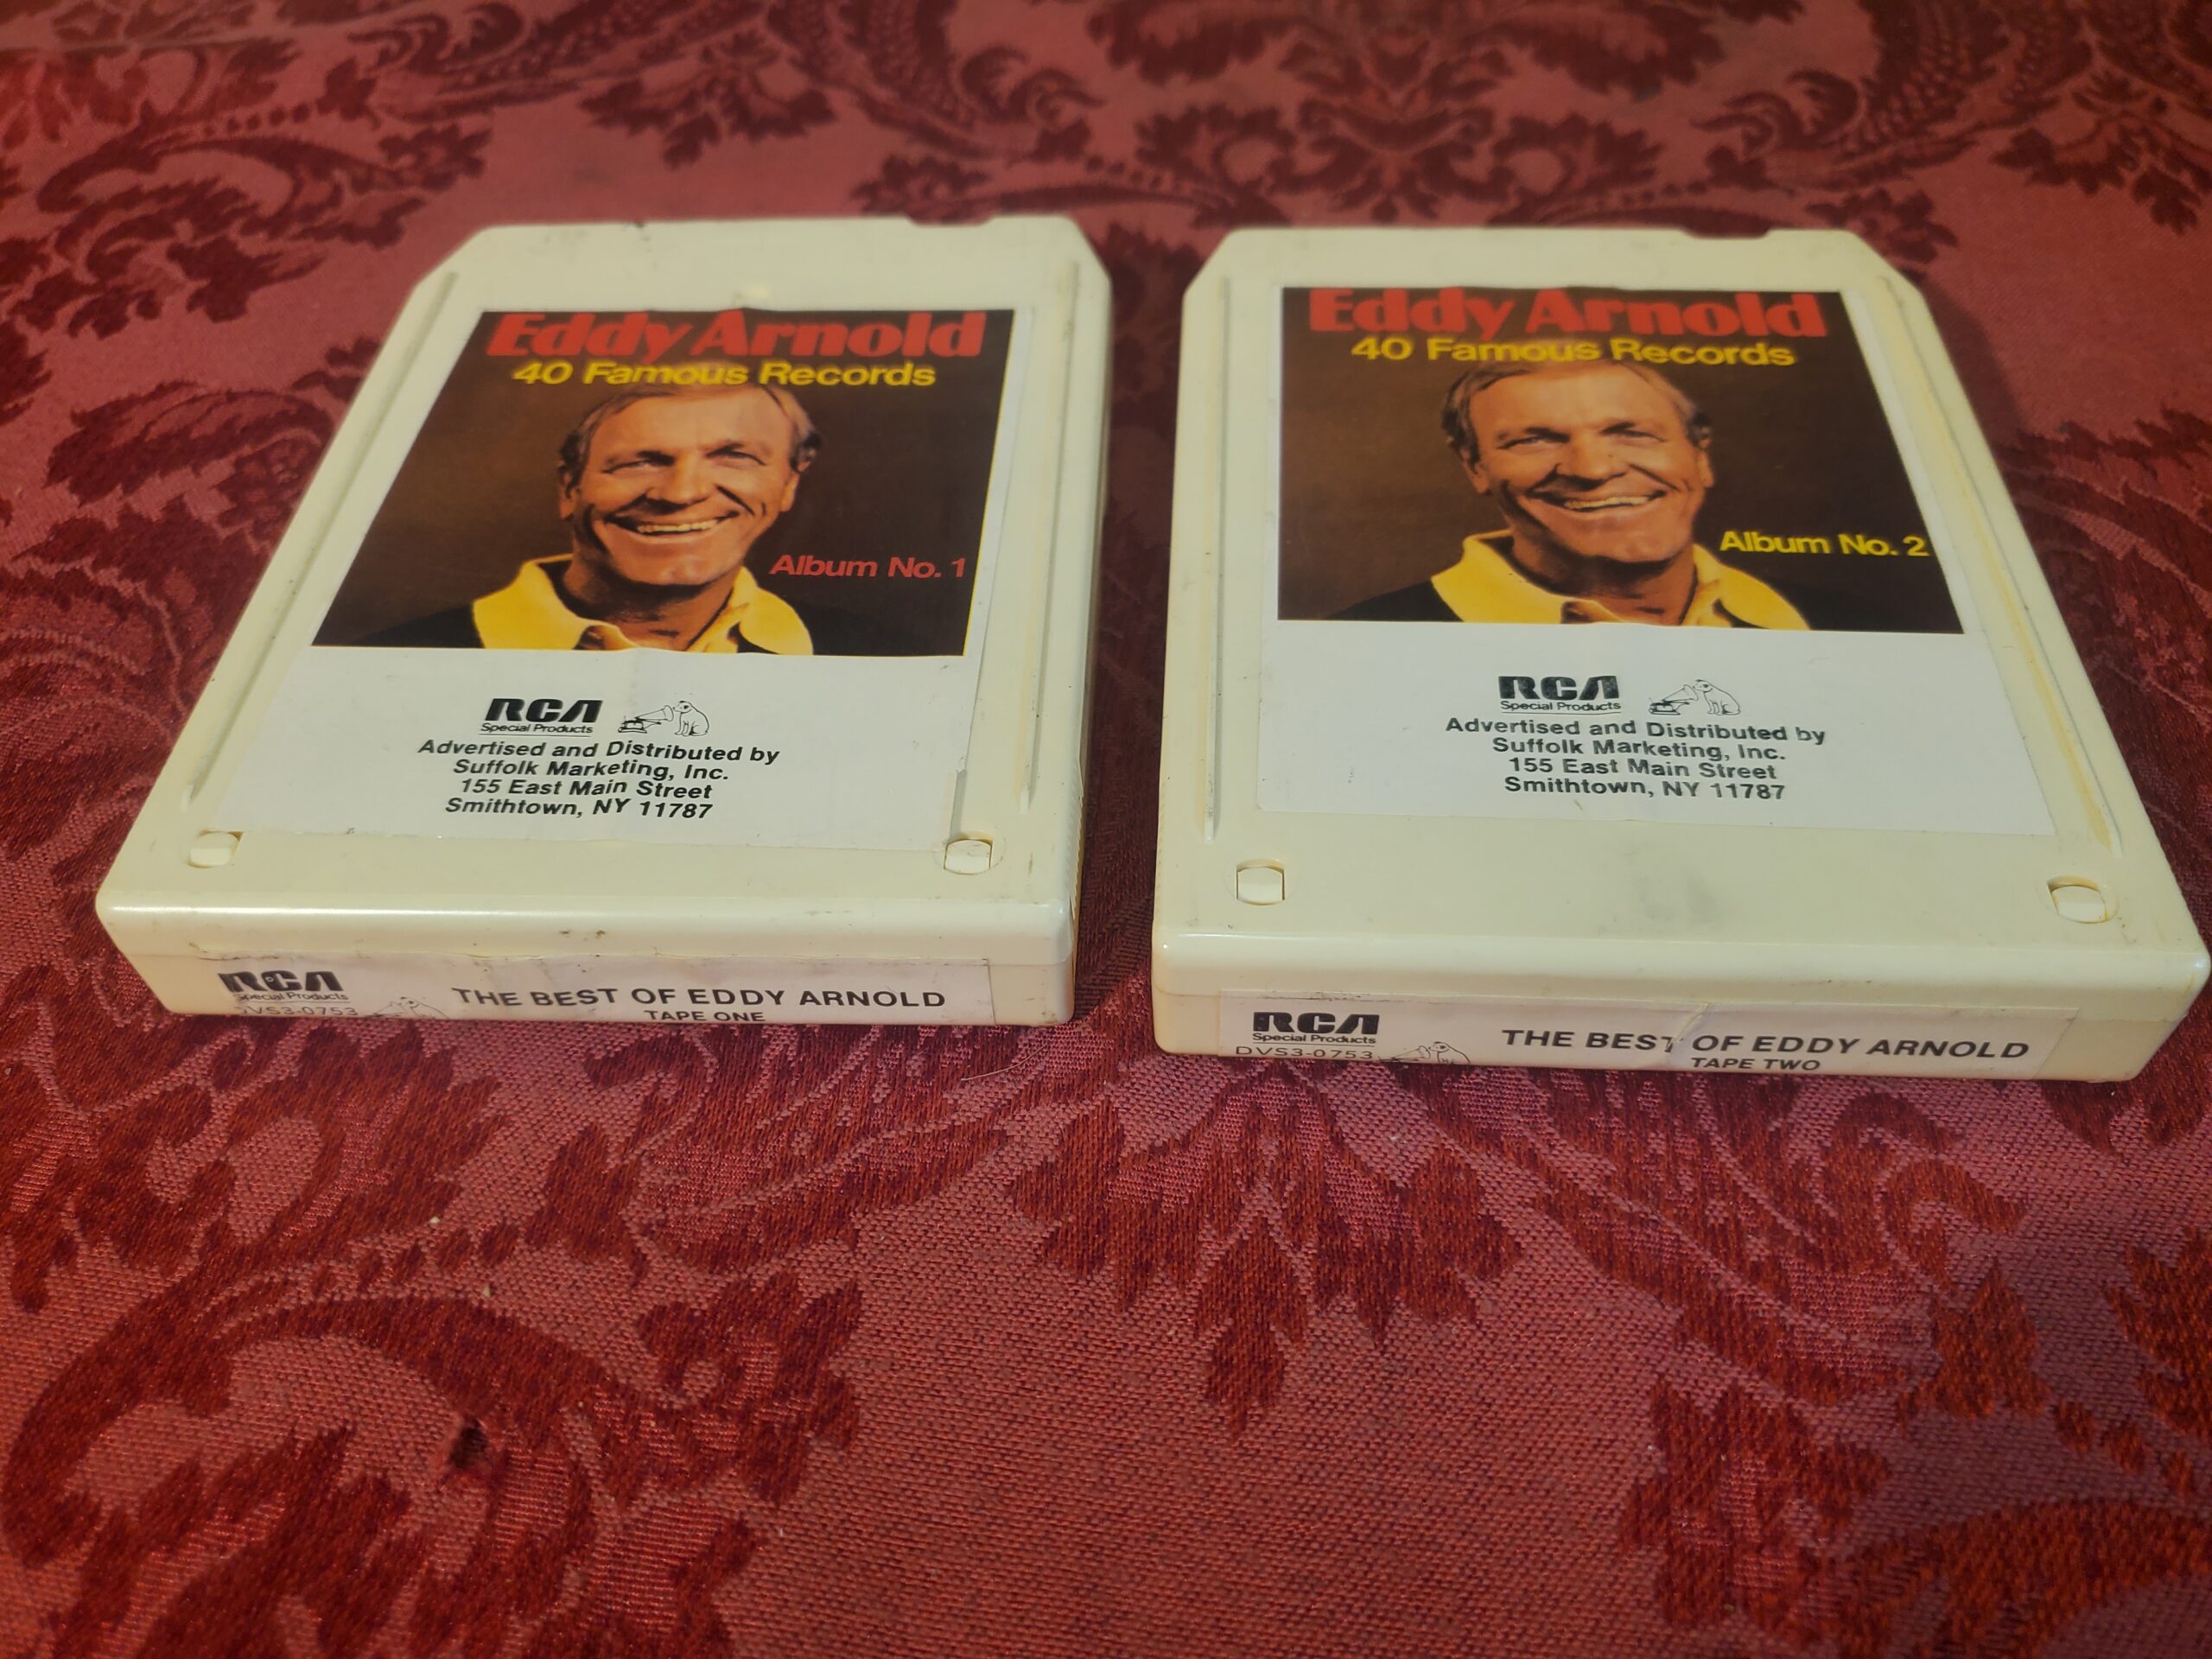 Eddy Arnold
40 Famous Records
Album No. 1
RCA
Special Products
Advertised and Distributed by
Suffolk Marketing, Inc.
155 East Main Street
Smithtown, NY 11787
RCA
Special Products
VS3-0753
THE BEST OF EDDY ARNOLD
TAPE ONE
Eddy Arnold
40 Famous Records
Album No. 2
RCA
Special Products
Advertised and Distributed by
Suffolk Marketing, Inc.
155 East Main Street
Smithtown, NY 11787
RCA
Special Products
DVS3-0753
THE BEST OF EDDY ARNOLD
TAPE TWO